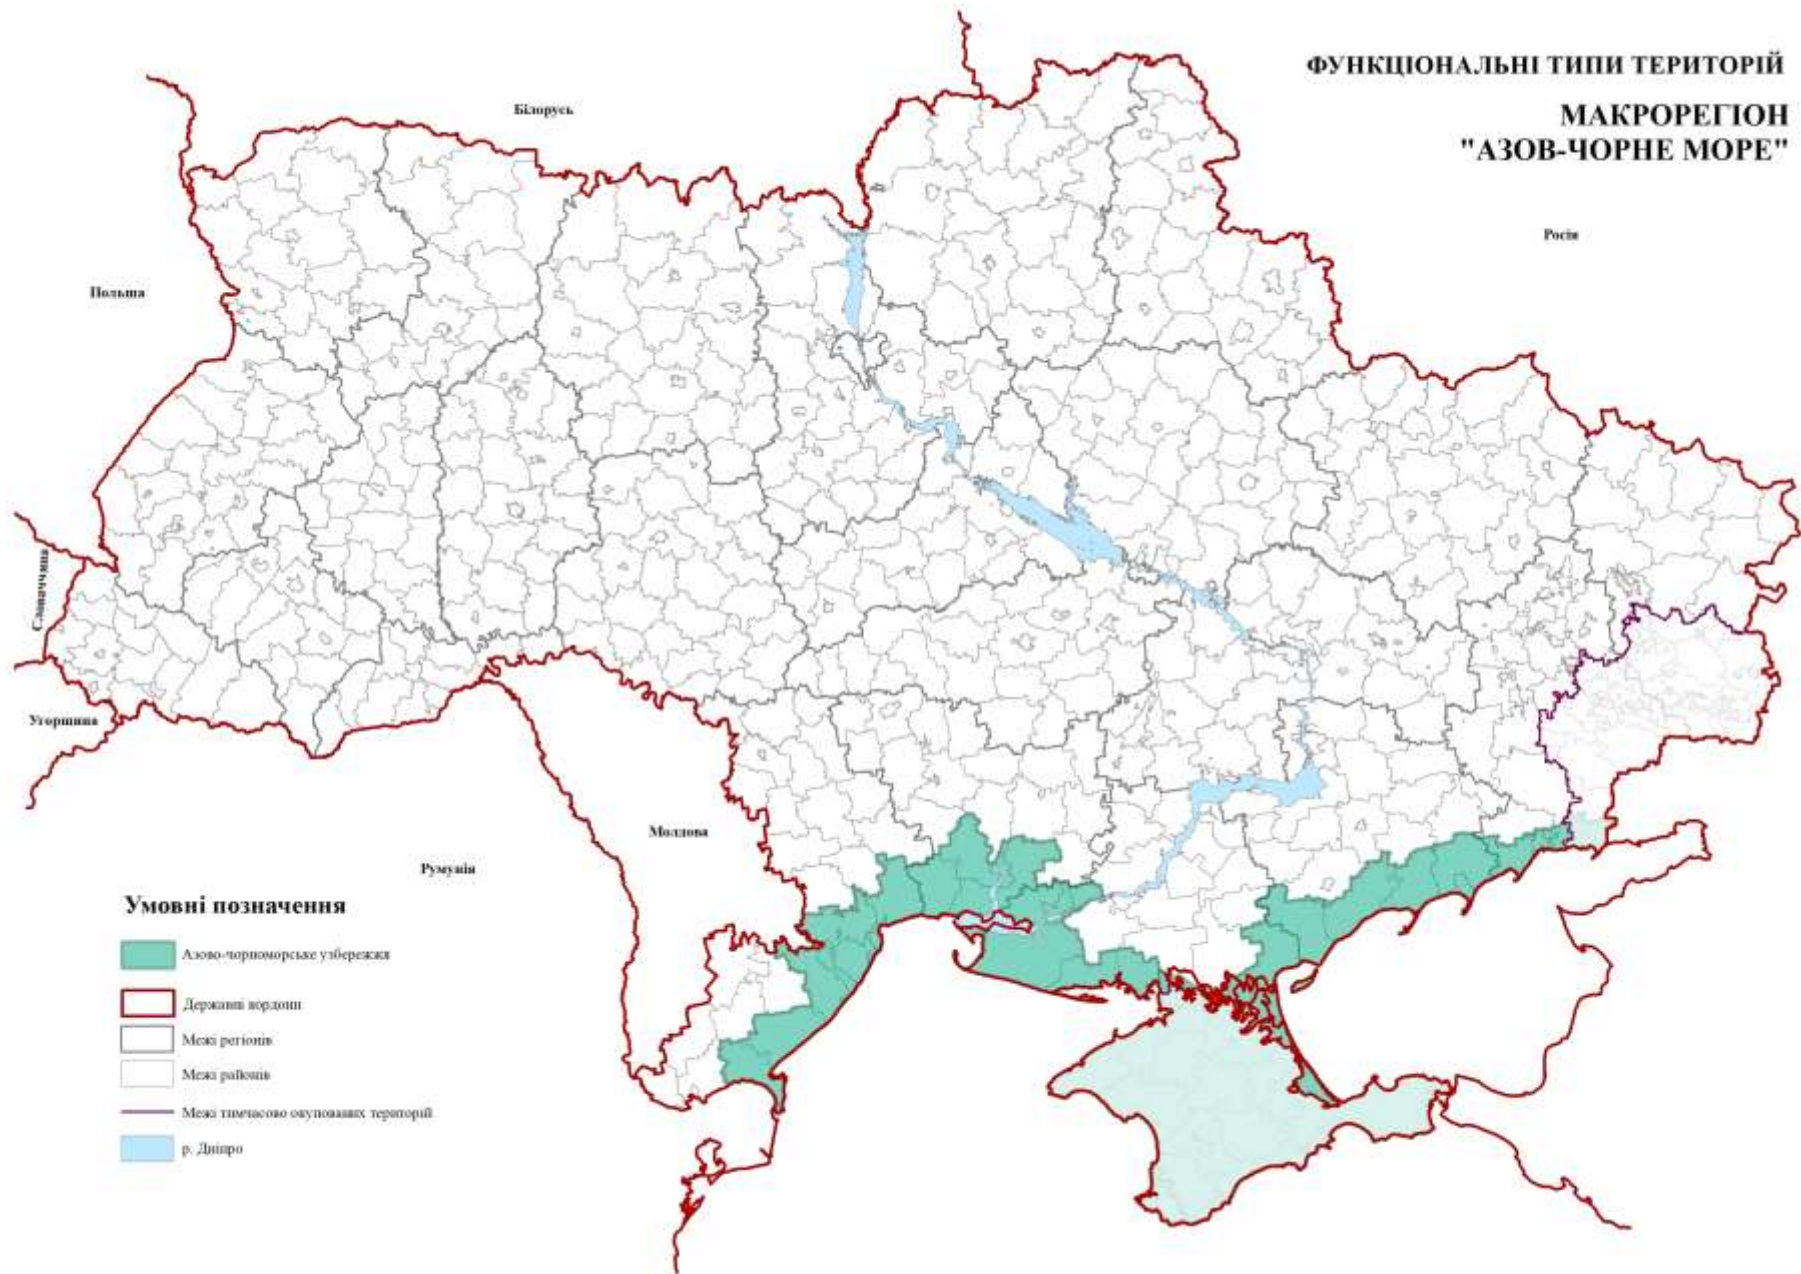 ФУНКЦІОНАЛЬНІ ТИПИ ТЕРИТОРІЙ
МАКРОРЕГІОН
"АЗОВ-ЧОРНЕ МОРЕ"
Білорусь
Росія
Польша
Словаччина
Угорщина
Молдова
Румунія
Умовні позначення
Азово-чорноморське узбережжя
Державні кордони
Межі регіонів
Межі районів
Межі тимчасово окупованих територій
р. Дніпро